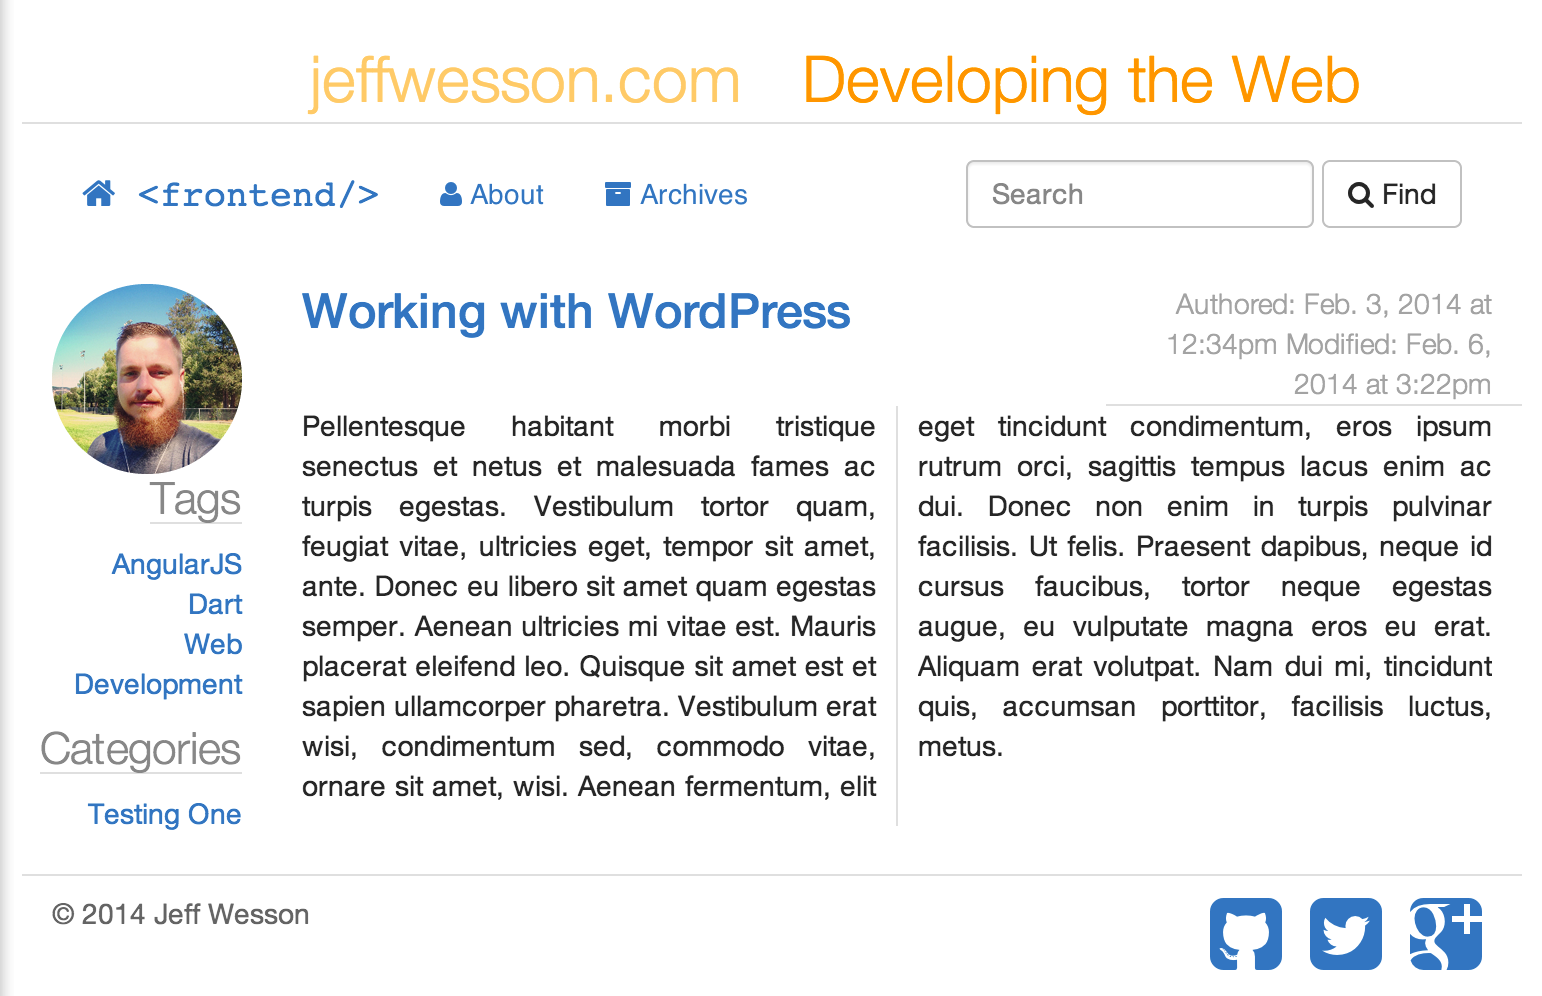 jeffwesson.com Developing the Web
<frontend/> About Archives Search Find
Working with WordPress
Authored: Feb. 3, 2014 at
12:34pm Modified: Feb. 6,
2014 at 3:22pm
Tags
AngularJS
Dart
Web
Development
Categories
Testing One
Pellentesque habitant morbi tristique
senectus et netus et malesuada fames ac
turpis egestas. Vestibulum tortor quam,
feugiat vitae, ultricies eget, tempor sit amet,
ante. Donec eu libero sit amet quam egestas
semper. Aenean ultricies mi vitae est. Mauris
placerat eleifend leo. Quisque sit amet est et
sapien ullamcorper pharetra. Vestibulum erat
wisi, condimentum sed, commodo vitae,
ornare sit amet, wisi. Aenean fermentum, elit
eget tincidunt condimentum, eros ipsum
rutrum orci, sagittis tempus lacus enim ac
dui. Donec non enim in turpis pulvinar
facilisis. Ut felis. Praesent dapibus, neque id
cursus faucibus, tortor neque egestas
augue, eu vulputate magna eros eu erat.
Aliquam erat volutpat. Nam dui mi, tincidunt
quis, accumsan porttitor, facilisis luctus,
metus.
© 2014 Jeff Wesson
g+